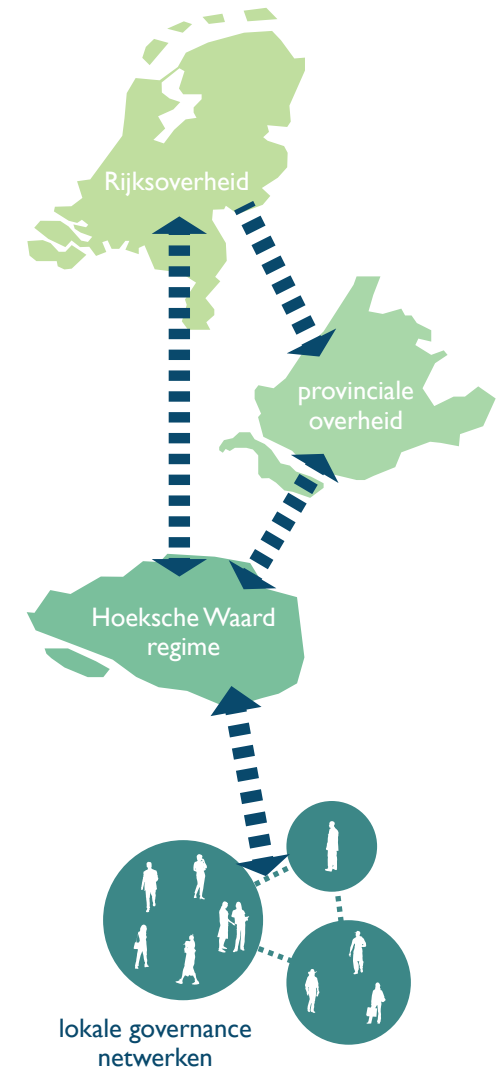 Rijksoverheid
provinciale
overheid
Hoeksche Waard
regime
lokale governance
netwerken